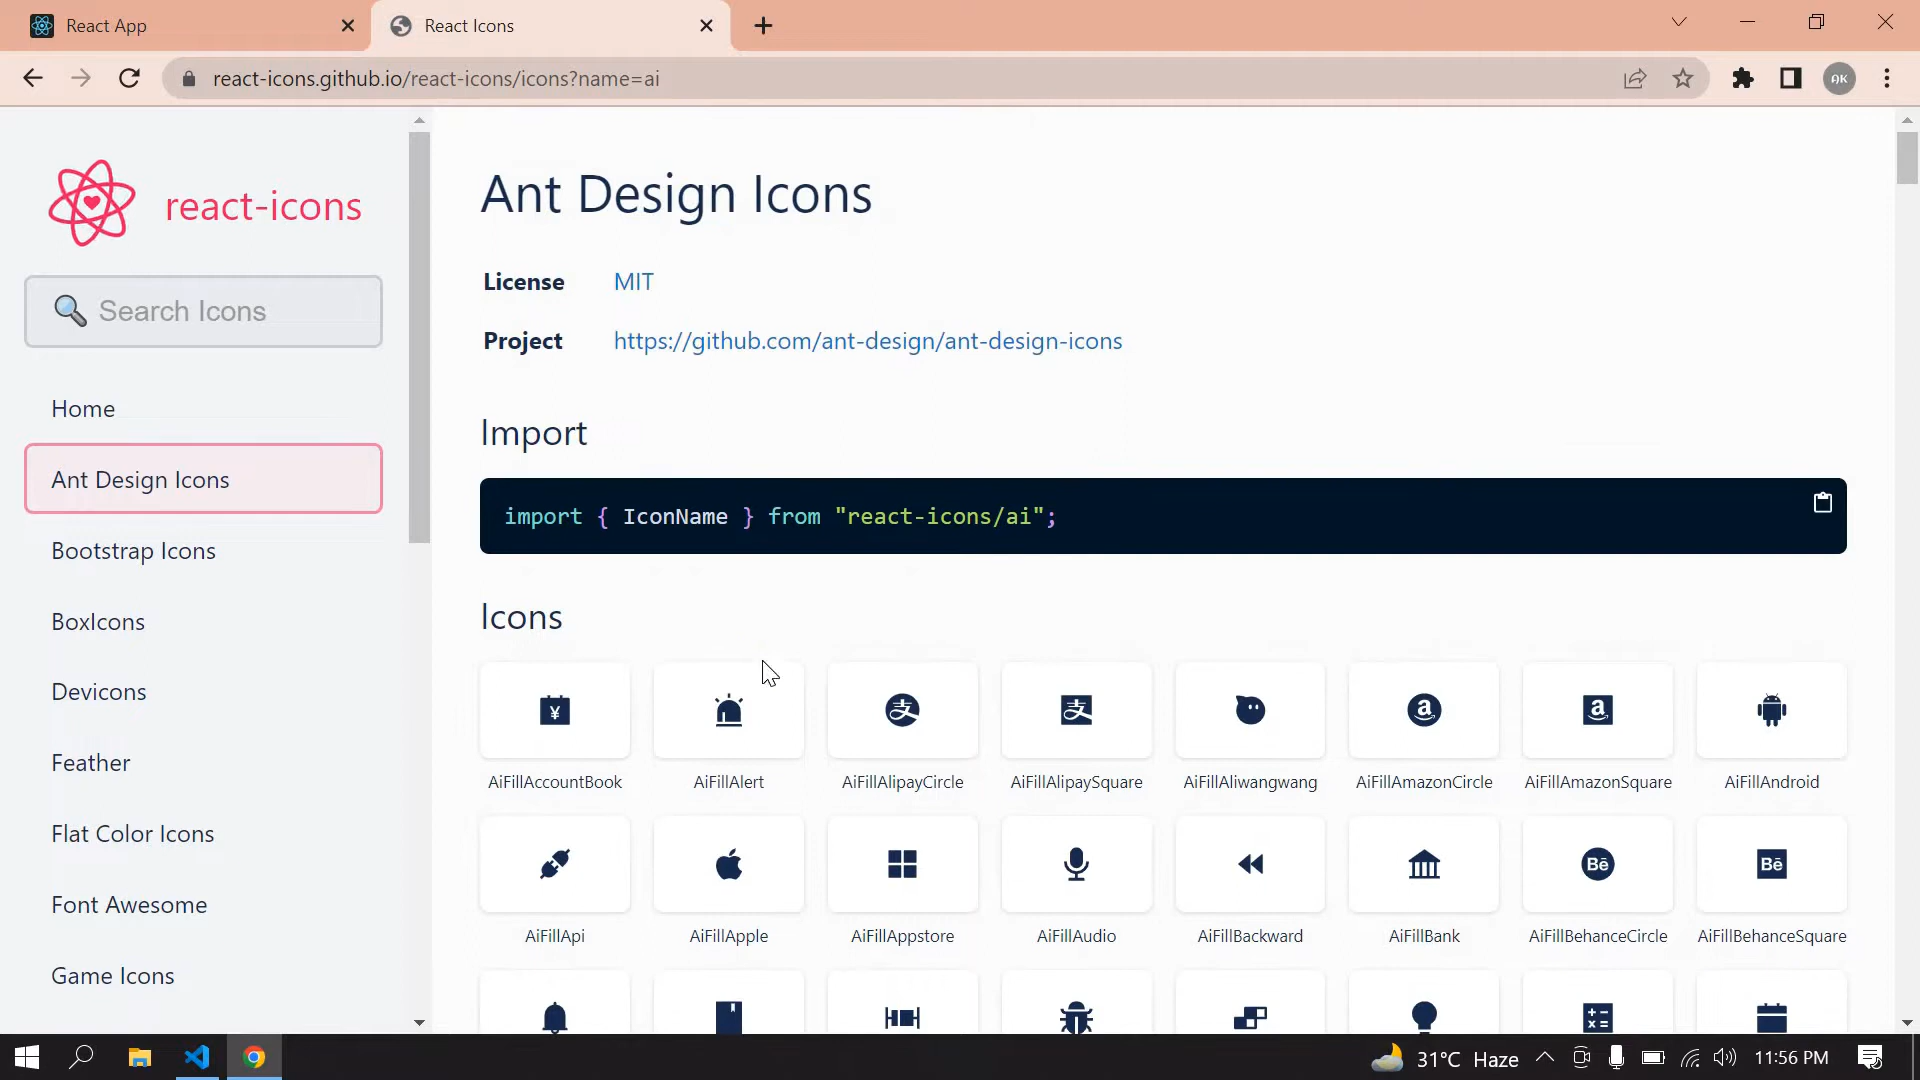 React App
React Icons
react-icons.github.io/react-icons/icons?name=ai
AK
react-icons
Search Icons
Home
Ant Design Icons
Bootstrap Icons
BoxIcons
Devicons
Feather
Flat Color Icons
Font Awesome
Game Icons
Ant Design Icons
License MIT
Project https://github.com/ant-design/ant-design-icons
Import
import { IconName } from "react-icons/ai";
Icons
AiFillAccountBook AiFillAlert AiFillAlipayCircle AiFillAlipaySquare AiFillAliwangwang AiFillAmazonCircle AiFillAmazonSquare AiFillAndroid
AiFillApi AiFillApple AiFillAppstore AiFillAudio AiFillBackward AiFillBank AiFillBehanceCircle AiFillBehanceSquare
31°C Haze 11:56 PM